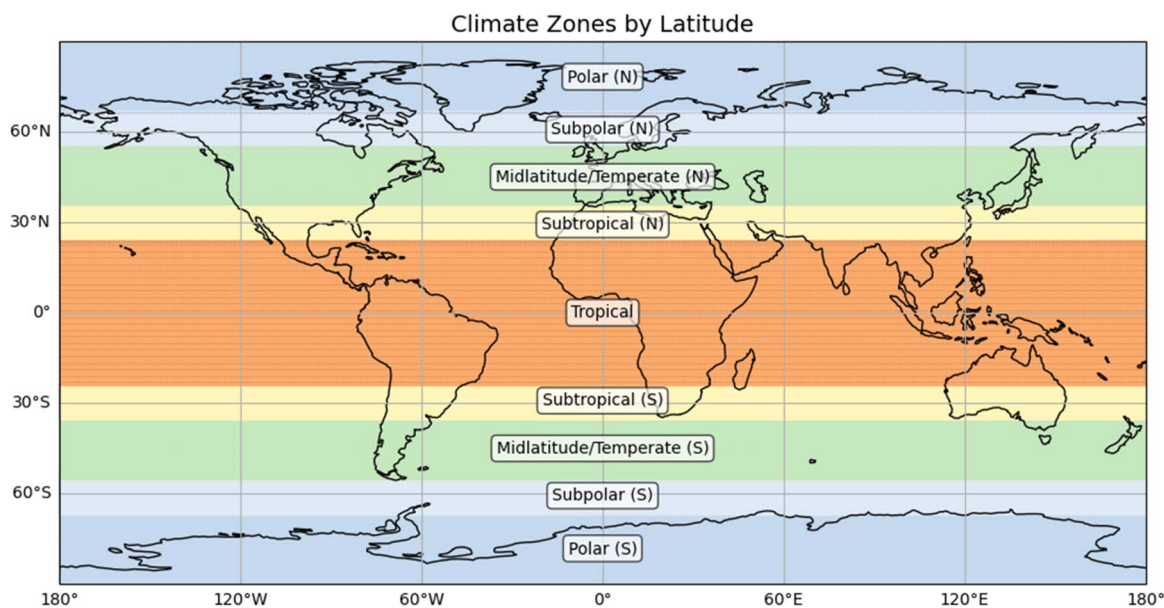 Climate Zones by Latitude
Polar (N)
60°N
Subpolar (N)
Midlatitude/Temperate (N)
30°N
Subtropical (N)
0°
Tropical
30°S
Subtropical (S)
Midlatitude/Temperate (S)
60°S
Subpolar (S)
Polar (S)
180°
120°W
60°W
0°
60°E
120°E
180°